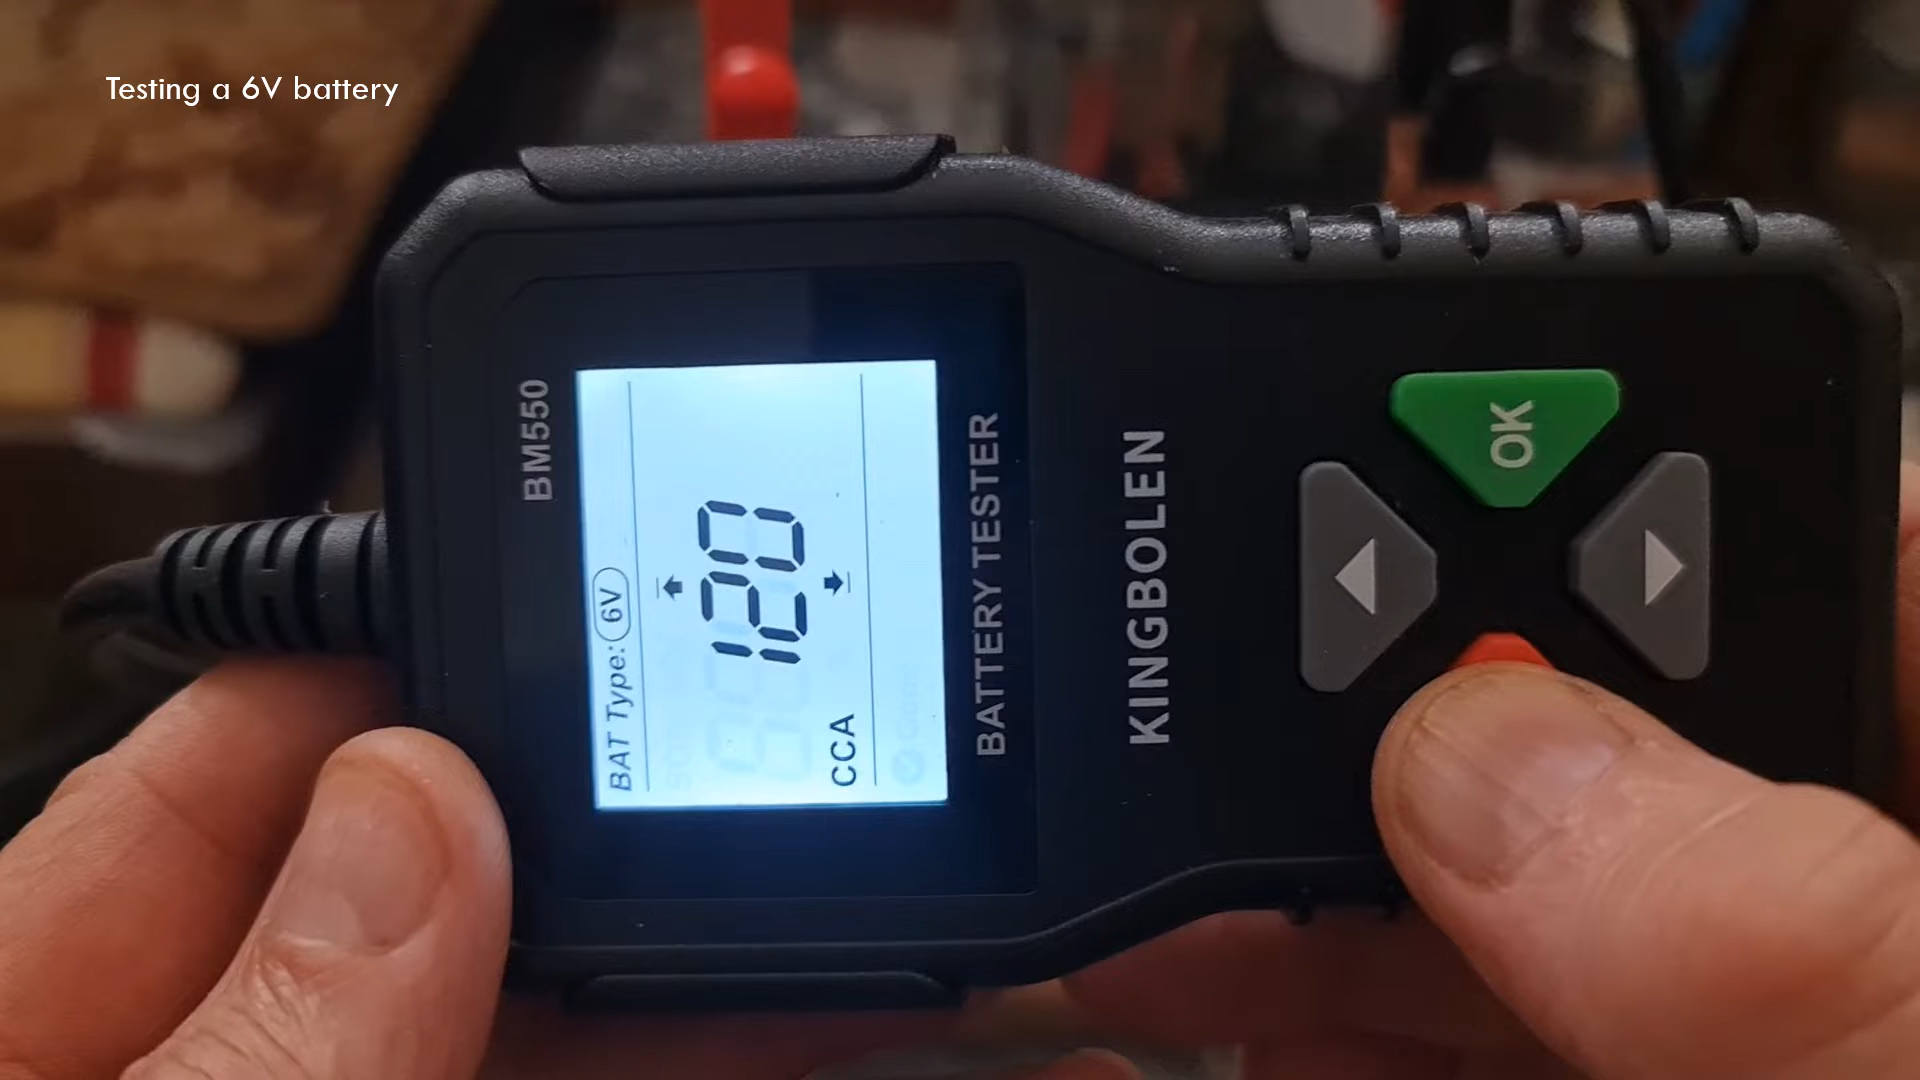 Testing a 6V battery
BM550
BAT Type: 6V
120
CCA
BATTERY TESTER
KINGBOLEN
OK